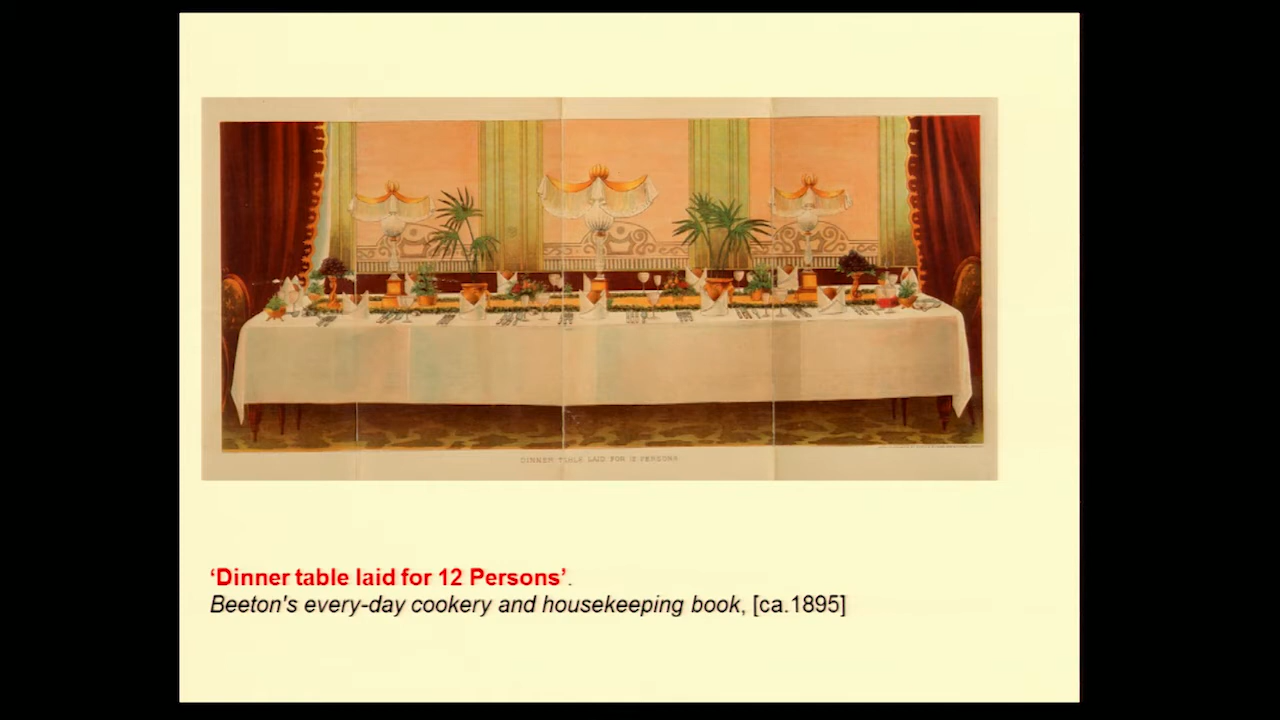 DINNER TABLE LAID FOR 12 PERSONS
‘Dinner table laid for 12 Persons’.
Beeton's every-day cookery and housekeeping book, [ca.1895]